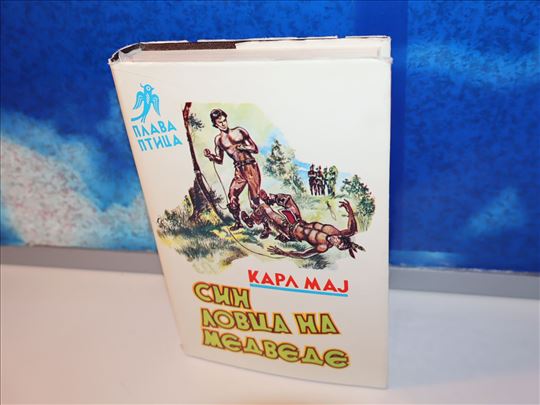 ПЛАВА
ПТИЦА
КАРЛ МАЈ
СИН
ЛОВЦА НА
МЕДВЕДЕ